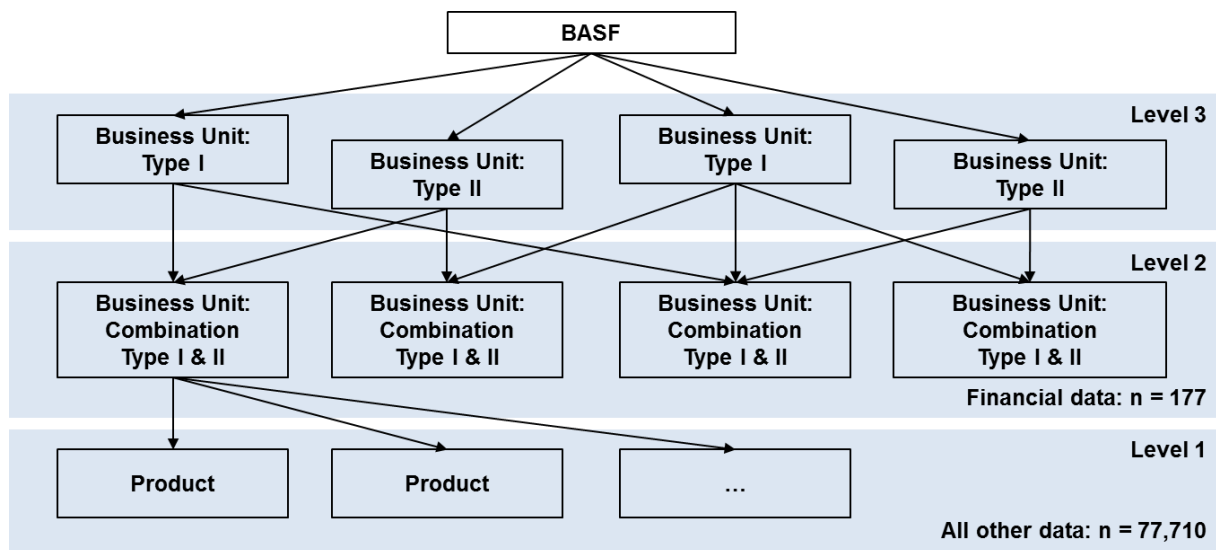 BASF
Level 3
Business Unit:
Type I
Business Unit:
Type II
Business Unit:
Type I
Business Unit:
Type II
Level 2
Business Unit:
Combination
Type I & II
Business Unit:
Combination
Type I & II
Business Unit:
Combination
Type I & II
Business Unit:
Combination
Type I & II
Financial data: n = 177
Level 1
Product
Product
…
All other data: n = 77,710